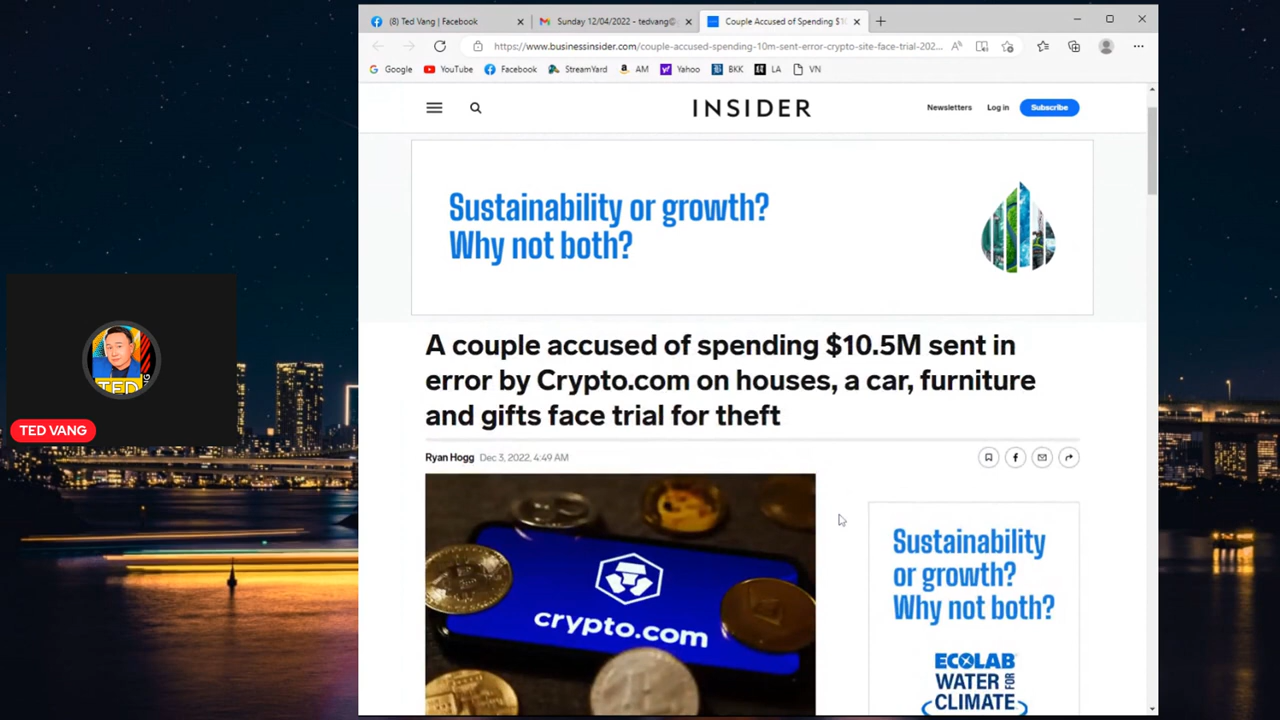 (8) Ted Vang | Facebook
Sunday 12/04/2022 - tedvang@
Couple Accused of Spending $10
https://www.businessinsider.com/couple-accused-spending-10m-sent-error-crypto-site-face-trial-202...
Google
YouTube
Facebook
StreamYard
AM
Yahoo
BKK
LA
VN
INSIDER
Newsletters
Log in
Subscribe
Sustainability or growth?
Why not both?
A couple accused of spending $10.5M sent in
error by Crypto.com on houses, a car, furniture
and gifts face trial for theft
Ryan Hogg Dec 3, 2022, 4:49 AM
crypto.com
Sustainability
or growth?
Why not both?
ECOLAB
WATER
FOR
CLIMATE
TED
TED VANG